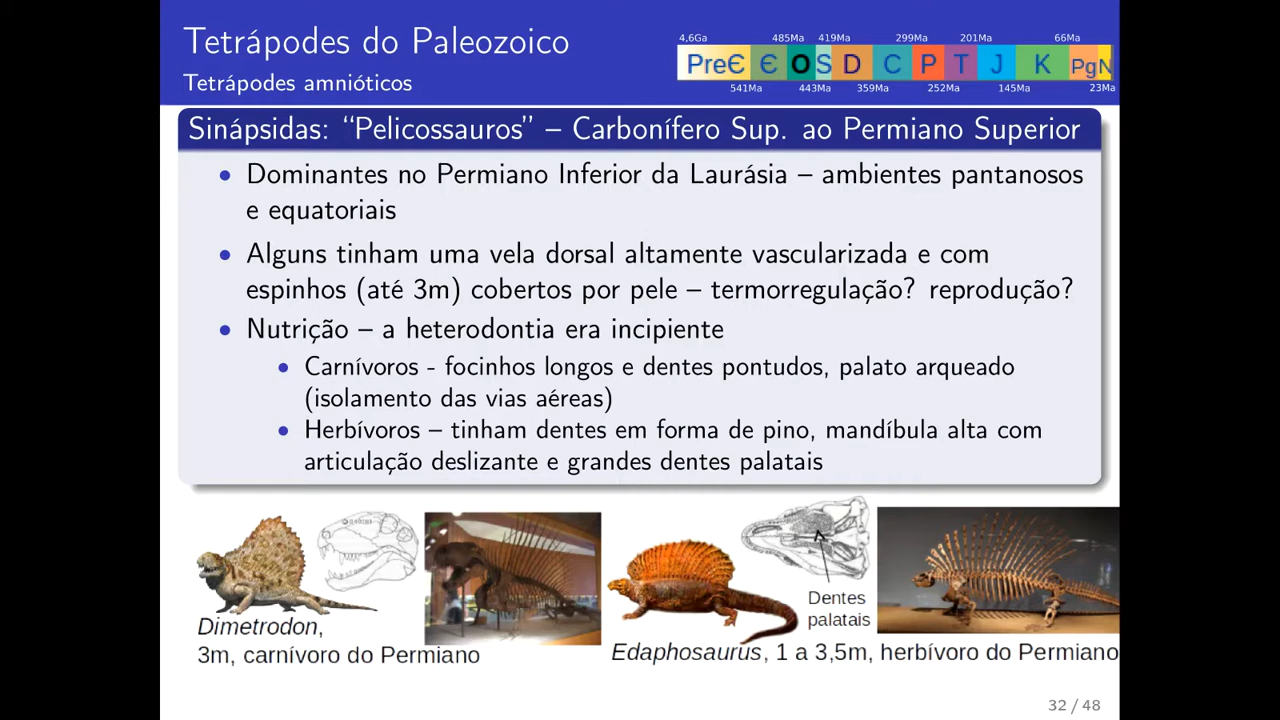 Tetrápodes do Paleozoico
Tetrápodes amnióticos
4,6Ga 485Ma 419Ma 299Ma 201Ma 66Ma
PreЄ Є O S D C P T J K Pg N
541Ma 443Ma 359Ma 252Ma 145Ma 23Ma
Sinápsidas: “Pelicossauros” – Carbonífero Sup. ao Permiano Superior
• Dominantes no Permiano Inferior da Laurásia – ambientes pantanosos
e equatoriais
• Alguns tinham uma vela dorsal altamente vascularizada e com
espinhos (até 3m) cobertos por pele – termorregulação? reprodução?
• Nutrição – a heterodontia era incipiente
• Carnívoros - focinhos longos e dentes pontudos, palato arqueado
(isolamento das vias aéreas)
• Herbívoros – tinham dentes em forma de pino, mandíbula alta com
articulação deslizante e grandes dentes palatais
Dimetrodon,
3m, carnívoro do Permiano
Dentes
palatais
Edaphosaurus, 1 a 3,5m, herbívoro do Permiano
32 / 48